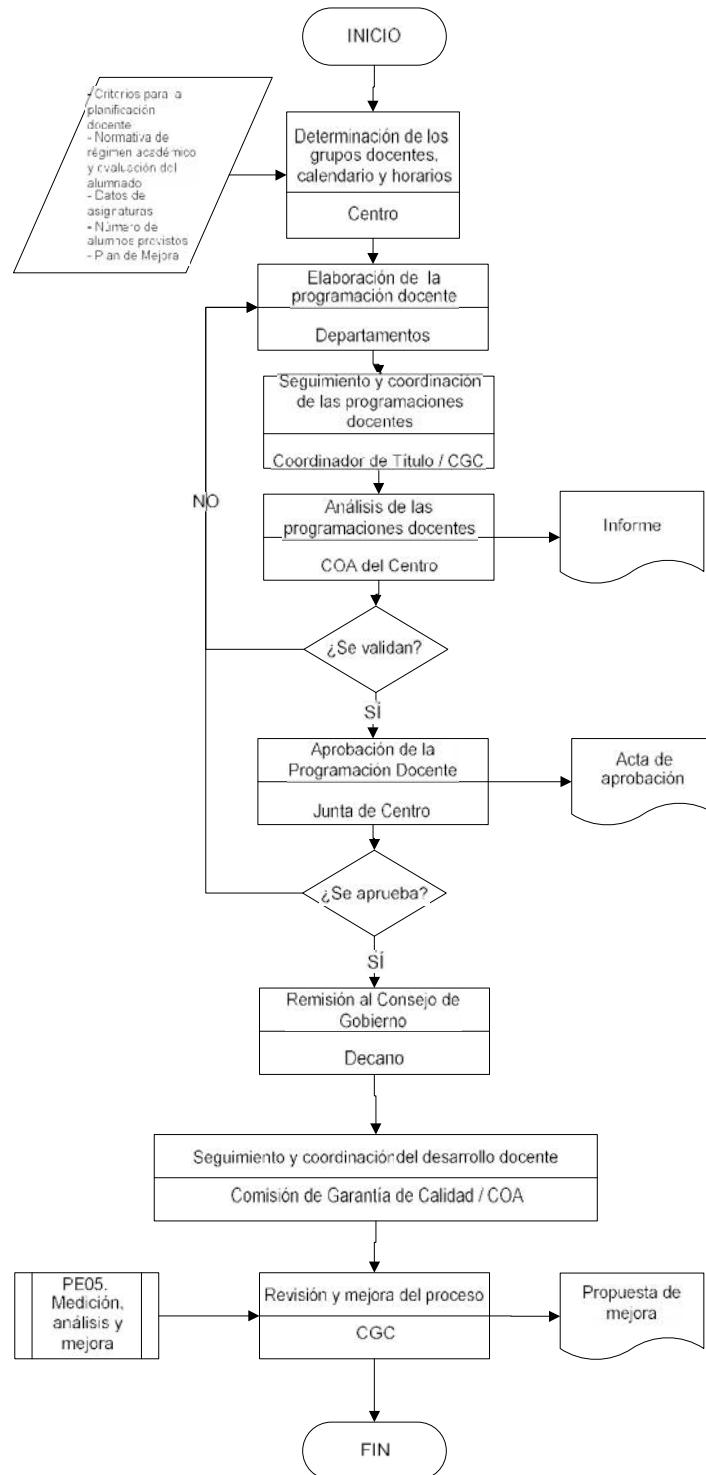 INICIO
- Criterios para la
planificación
docente
- Normativa de
régimen académico
y evaluación del
alumnado
- Datos de
asignaturas
- Número de
alumnos previstos
- Plan de Mejora
Determinación de los
grupos docentes,
calendario y horarios
Centro
Elaboración de la
programación docente
Departamentos
Seguimiento y coordinación
de las programaciones
docentes
Coordinador de Título / CGC
NO
Análisis de las
programaciones docentes
COA del Centro
Informe
¿Se validan?
SÍ
Aprobación de la
Programación Docente
Junta de Centro
Acta de
aprobación
¿Se aprueba?
SÍ
Remisión al Consejo de
Gobierno
Decano
Seguimiento y coordinación del desarrollo docente
Comisión de Garantía de Calidad / COA
PE05.
Medición,
análisis y
mejora
Revisión y mejora del proceso
CGC
Propuesta de
mejora
FIN